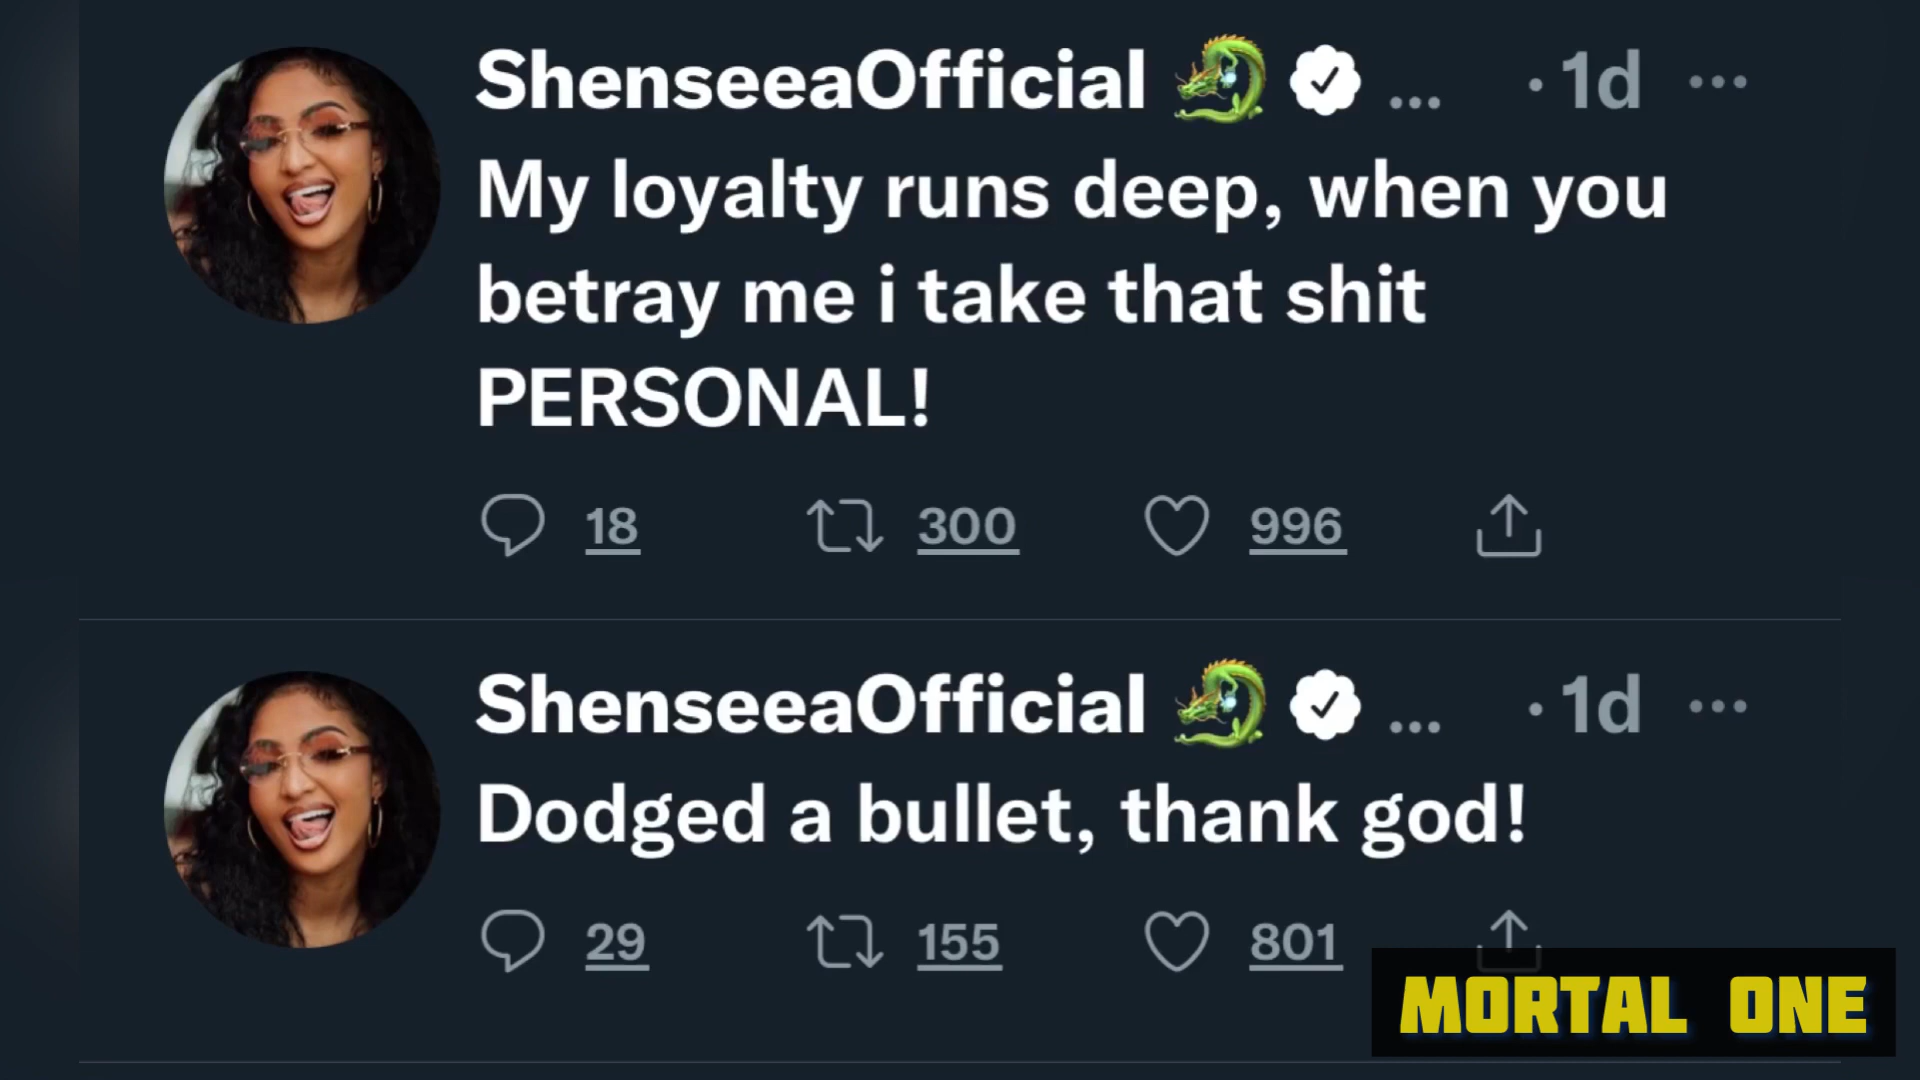 ShenseeaOfficial 🐉 ... · 1d ...
My loyalty runs deep, when you
betray me i take that shit
PERSONAL!
18 300 996
ShenseeaOfficial 🐉 ... · 1d ...
Dodged a bullet, thank god!
29 155 801
MORTAL ONE